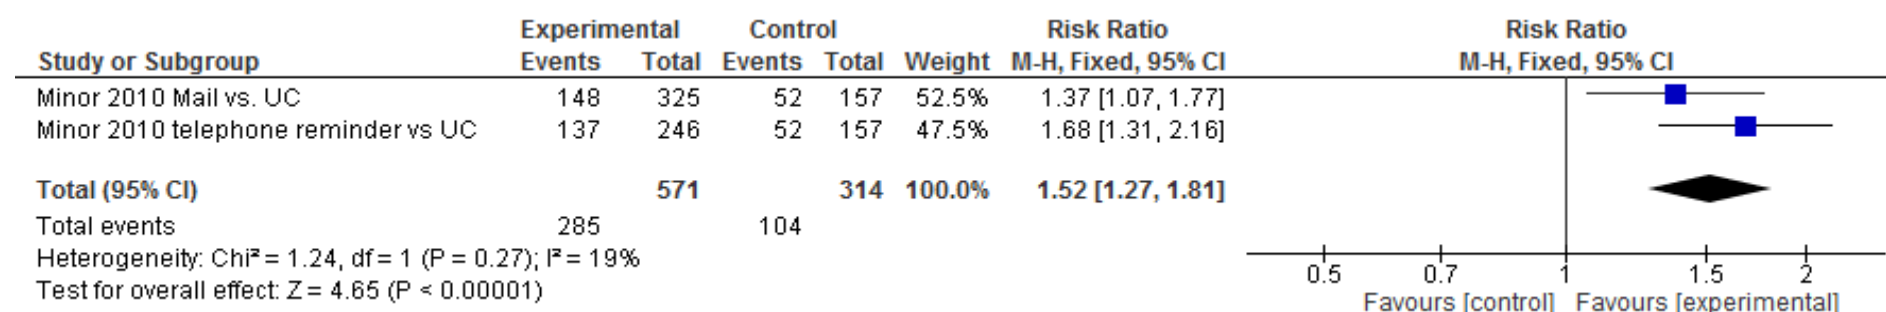 Experimental Control Risk Ratio Risk Ratio
Study or Subgroup Events Total Events Total Weight M-H, Fixed, 95% CI M-H, Fixed, 95% CI
Minor 2010 Mail vs. UC 148 325 52 157 52.5% 1.37 [1.07, 1.77]
Minor 2010 telephone reminder vs UC 137 246 52 157 47.5% 1.68 [1.31, 2.16]
Total (95% CI) 571 314 100.0% 1.52 [1.27, 1.81]
Total events 285 104
Heterogeneity: Chi² = 1.24, df = 1 (P = 0.27); I² = 19%
Test for overall effect: Z = 4.65 (P < 0.00001)
0.5 0.7 1 1.5 2
Favours [control] Favours [experimental]